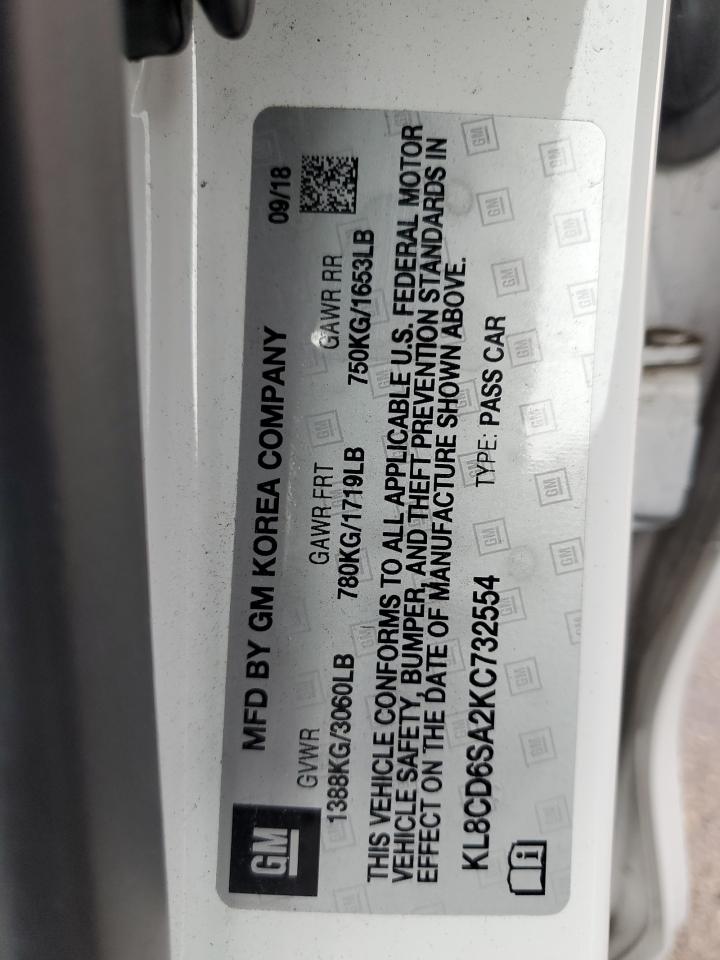 GM
MFD BY GM KOREA COMPANY 09/18
GVWR GAWR FRT GAWR RR
1388KG/3060LB 780KG/1719LB 750KG/1653LB
THIS VEHICLE CONFORMS TO ALL APPLICABLE U.S. FEDERAL MOTOR
VEHICLE SAFETY, BUMPER, AND THEFT PREVENTION STANDARDS IN
EFFECT ON THE DATE OF MANUFACTURE SHOWN ABOVE.
KL8CD6SA2KC732554 TYPE: PASS CAR